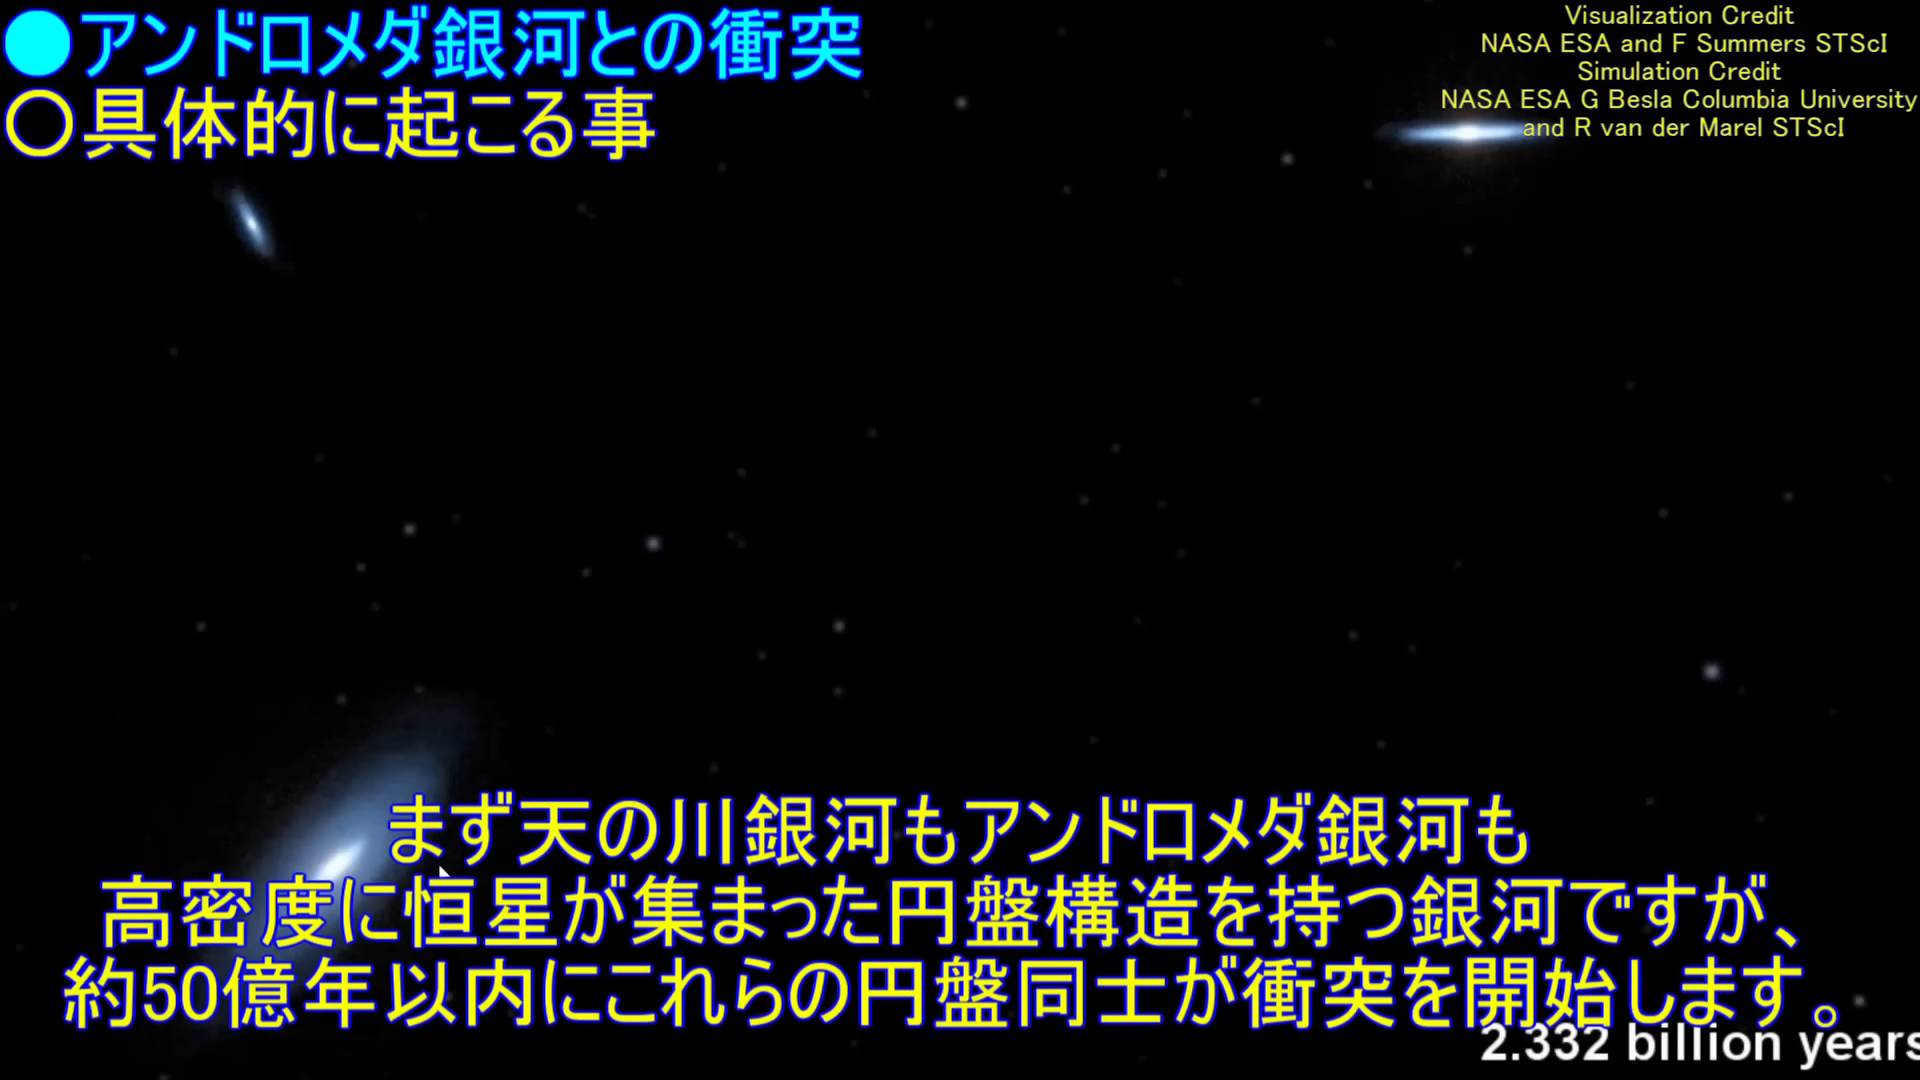 ●アンドロメダ銀河との衝突
〇具体的に起こる事
Visualization Credit
NASA ESA and F Summers STScI
Simulation Credit
NASA ESA G Besla Columbia University
and R van der Marel STScI
まず天の川銀河もアンドロメダ銀河も
高密度に恒星が集まった円盤構造を持つ銀河ですが、
約50億年以内にこれらの円盤同士が衝突を開始します。
2.332 billion years